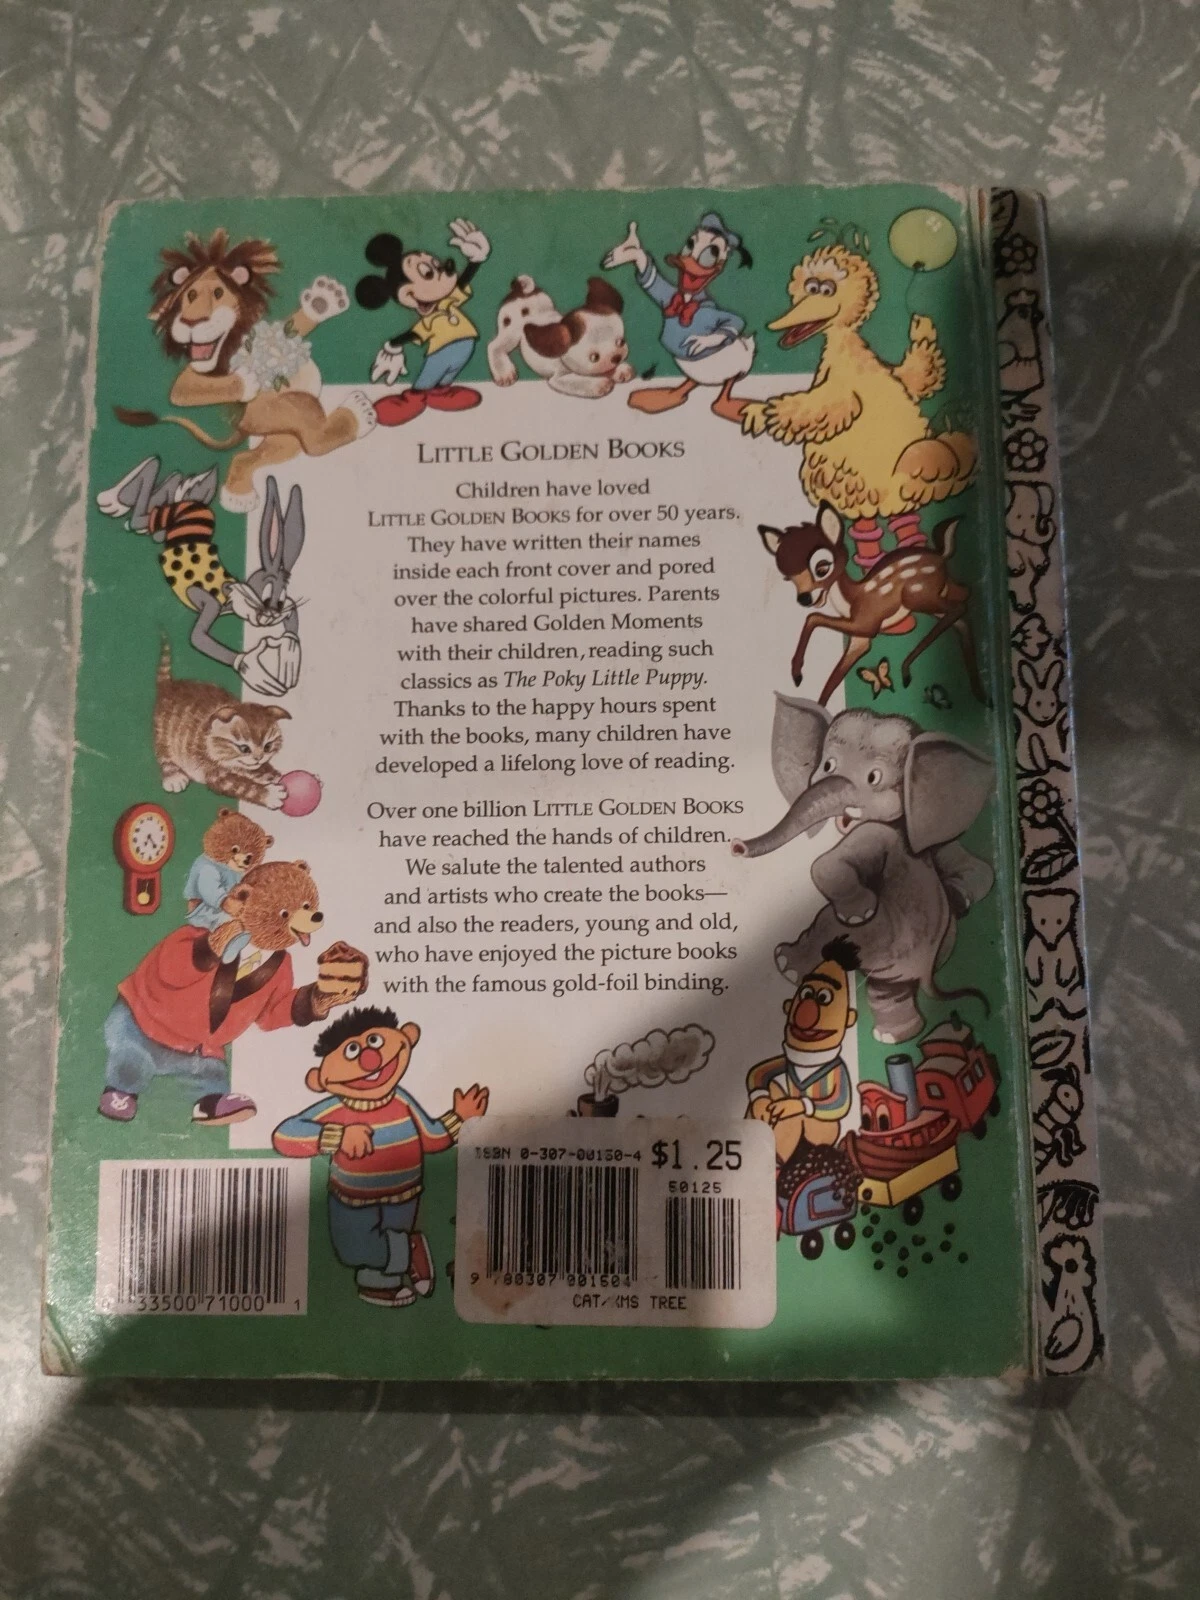 LITTLE GOLDEN BOOKS
Children have loved
LITTLE GOLDEN BOOKS for over 50 years.
They have written their names
inside each front cover and pored
over the colorful pictures. Parents
have shared Golden Moments
with their children, reading such
classics as The Poky Little Puppy.
Thanks to the happy hours spent
with the books, many children have
developed a lifelong love of reading.
Over one billion LITTLE GOLDEN BOOKS
have reached the hands of children.
We salute the talented authors
and artists who create the books—
and also the readers, young and old,
who have enjoyed the picture books
with the famous gold-foil binding.
ISBN 0-307-00150-4 $1.25
50125
9 780307 001504
CAT/XMS TREE
33500 71000 1